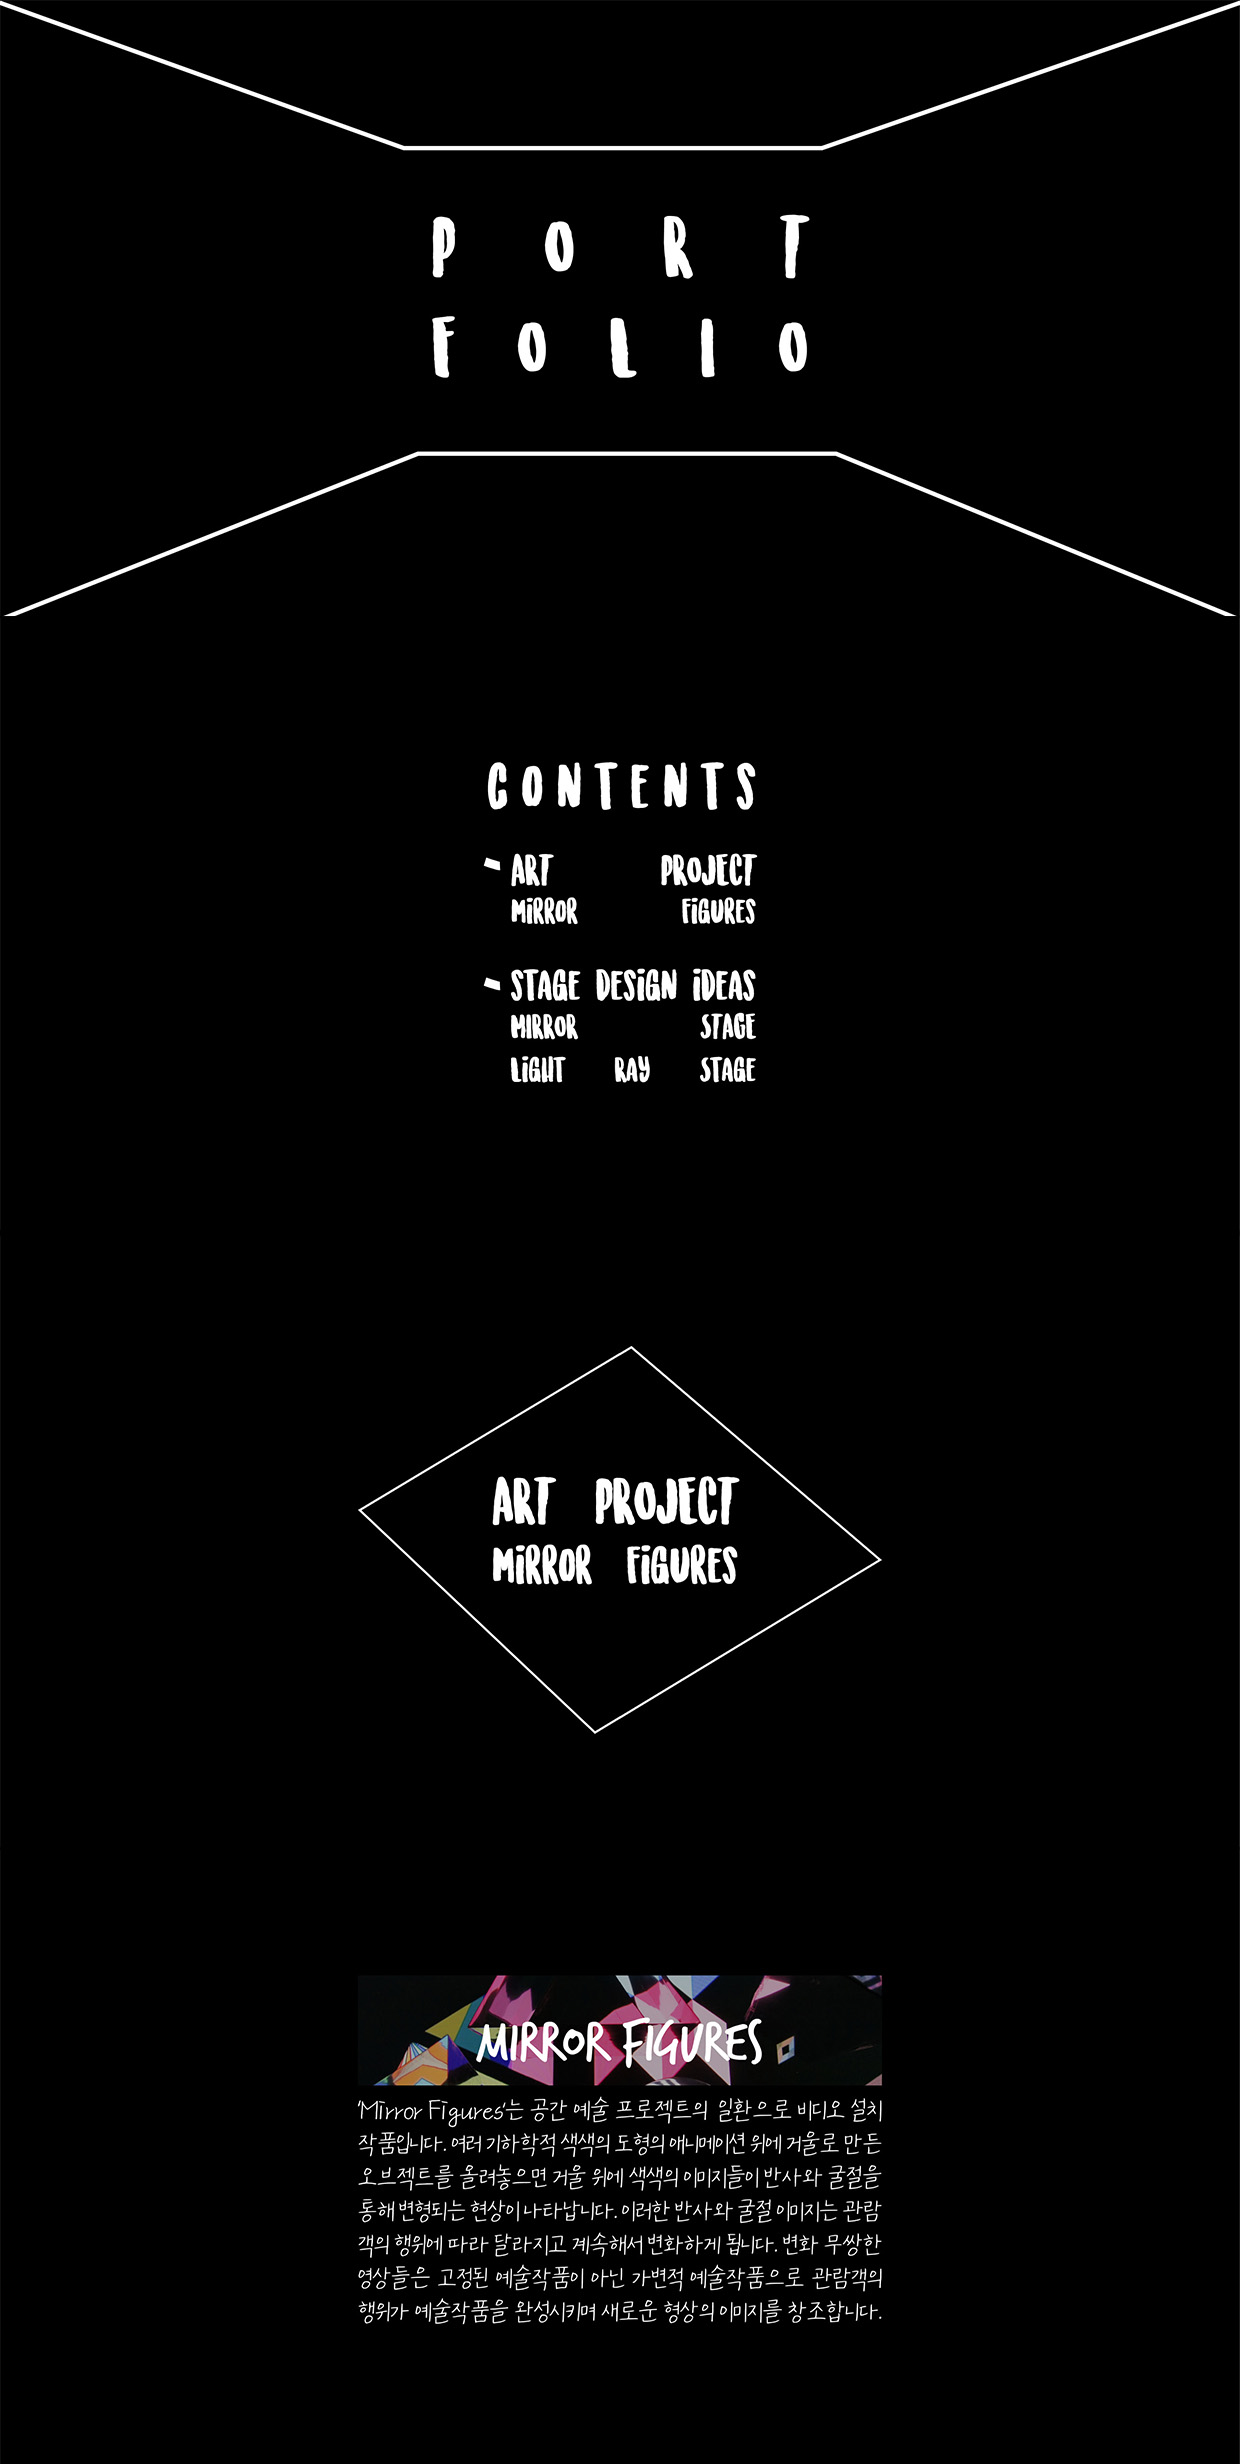 PORT
FOLIO
CONTENTS
ART PROJECT
MiRROR FiGURES
STAGE DESiGN iDEAS
MIRROR STAGE
LiGHT RAY STAGE
ART PROJECT
MiRROR FiGURES
MIRROR FIGURES
'Mirror Figures'는 공간 예술 프로젝트의 일환으로 비디오 설치
작품입니다. 여러 기하학적 색색의 도형의 애니메이션 위에 거울로 만든
오브젝트를 올려놓으면 거울 위에 색색의 이미지들이 반사와 굴절을
통해 변형되는 현상이 나타납니다. 이러한 반사와 굴절 이미지는 관람
객의 행위에 따라 달라지고 계속해서 변화하게 됩니다. 변화 무쌍한
영상들은 고정된 예술작품이 아닌 가변적 예술작품으로 관람객의
행위가 예술작품을 완성시키며 새로운 형상의 이미지를 창조합니다.